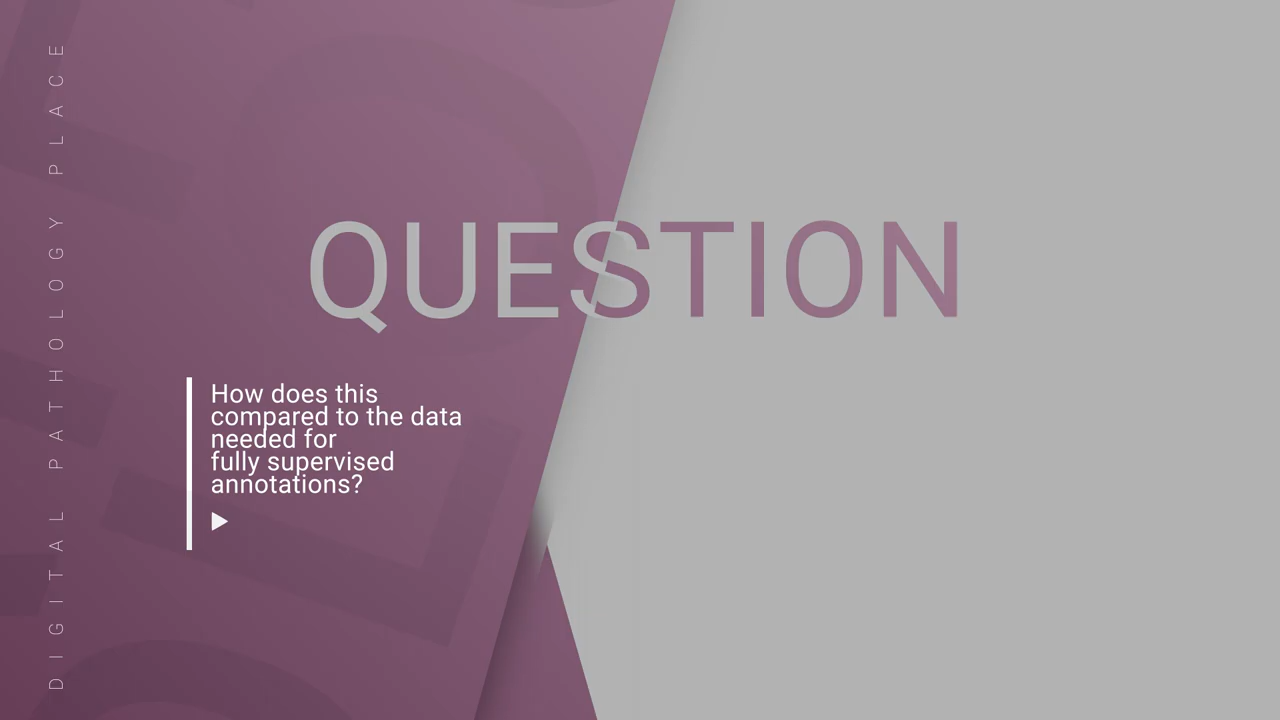 DIGITAL PATHOLOGY PLACE
QUESTION
How does this
compared to the data
needed for
fully supervised
annotations?